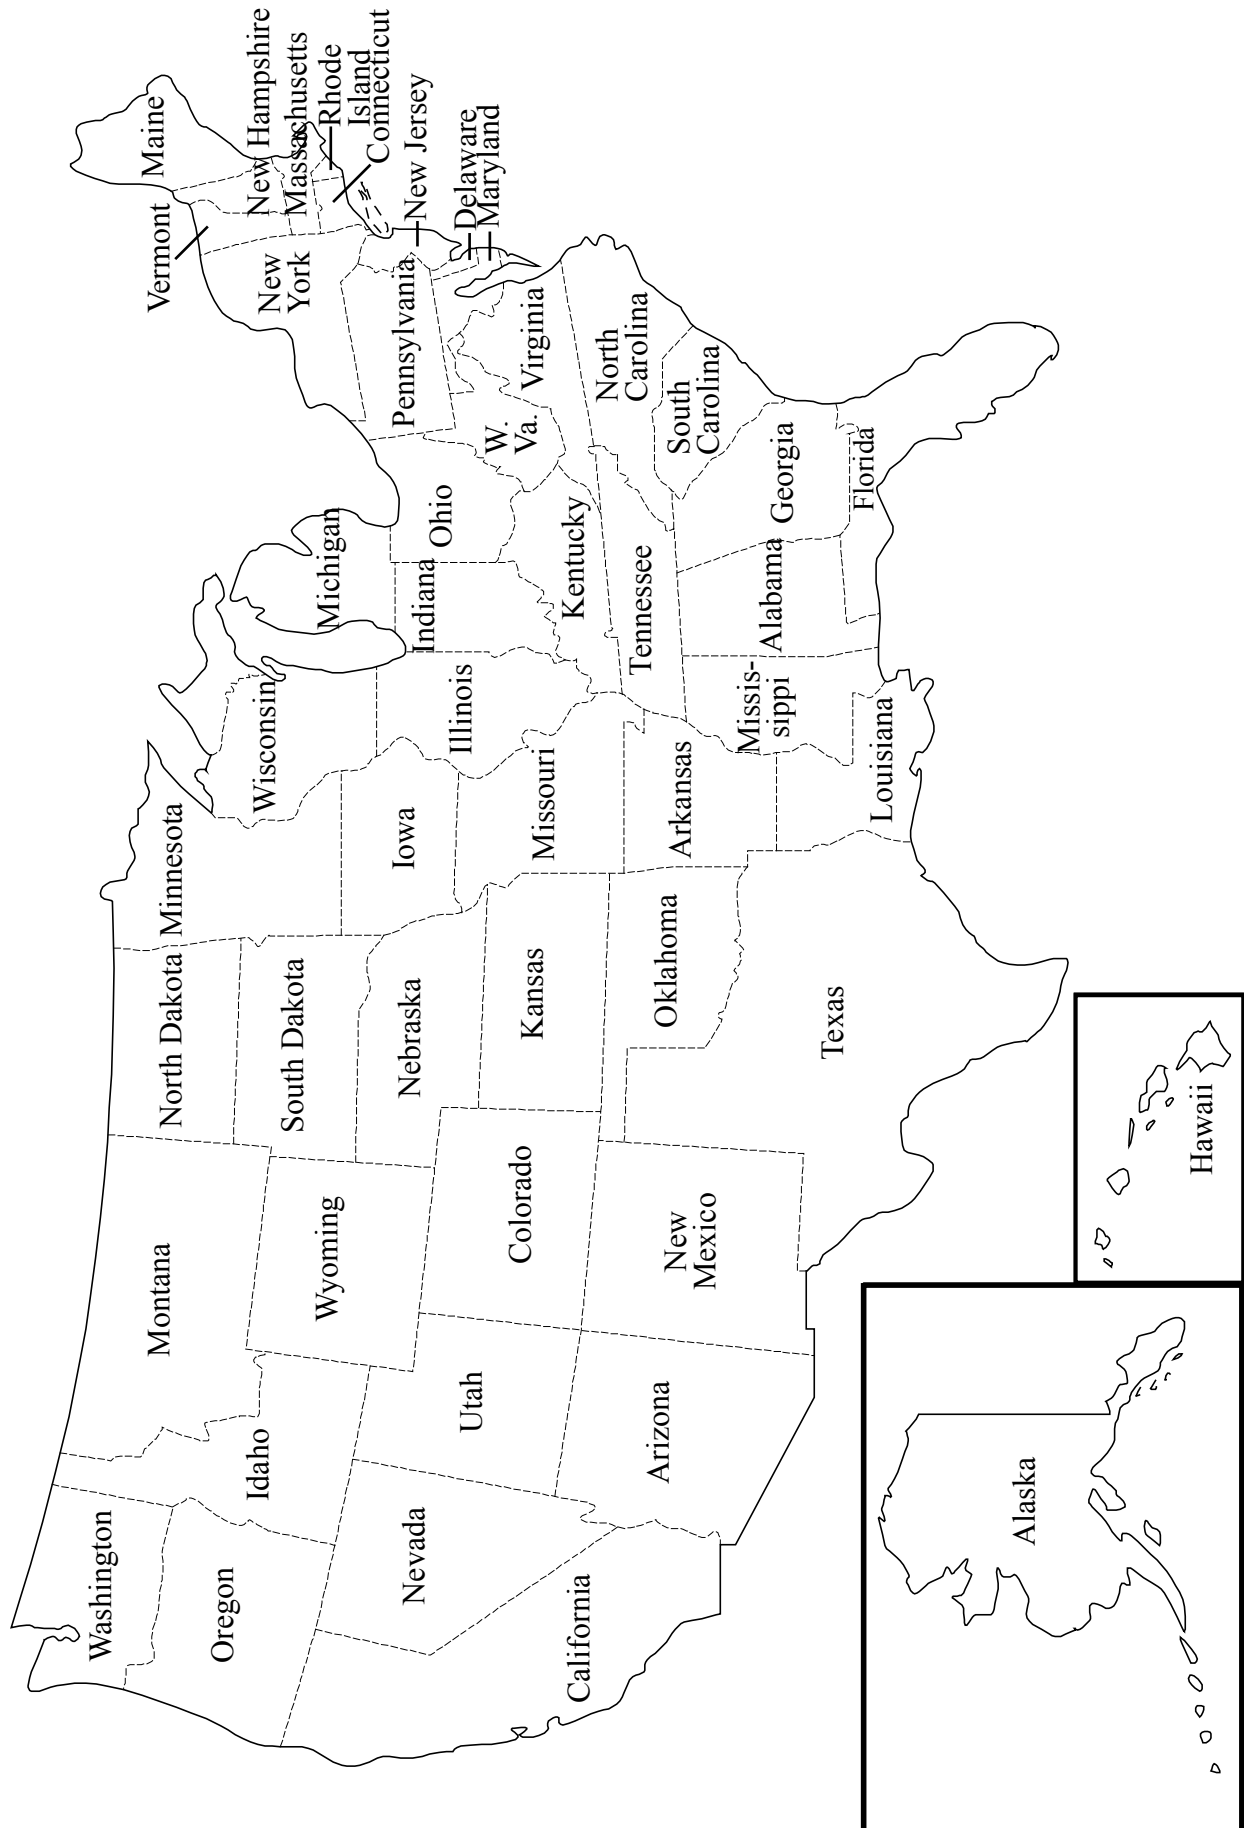 Washington
Oregon
California
Nevada
Idaho
Montana
Wyoming
Utah
Arizona
Colorado
New
Mexico
North Dakota
South Dakota
Nebraska
Kansas
Oklahoma
Texas
Minnesota
Iowa
Missouri
Arkansas
Louisiana
Wisconsin
Illinois
Missis-
sippi
Michigan
Indiana
Ohio
Kentucky
Tennessee
Alabama
Georgia
Florida
South
Carolina
North
Carolina
Virginia
W.
Va.
Pennsylvania
New
York
Vermont
Maine
New Hampshire
Massachusetts
Rhode
Island
Connecticut
New Jersey
Delaware
Maryland
Alaska
Hawaii